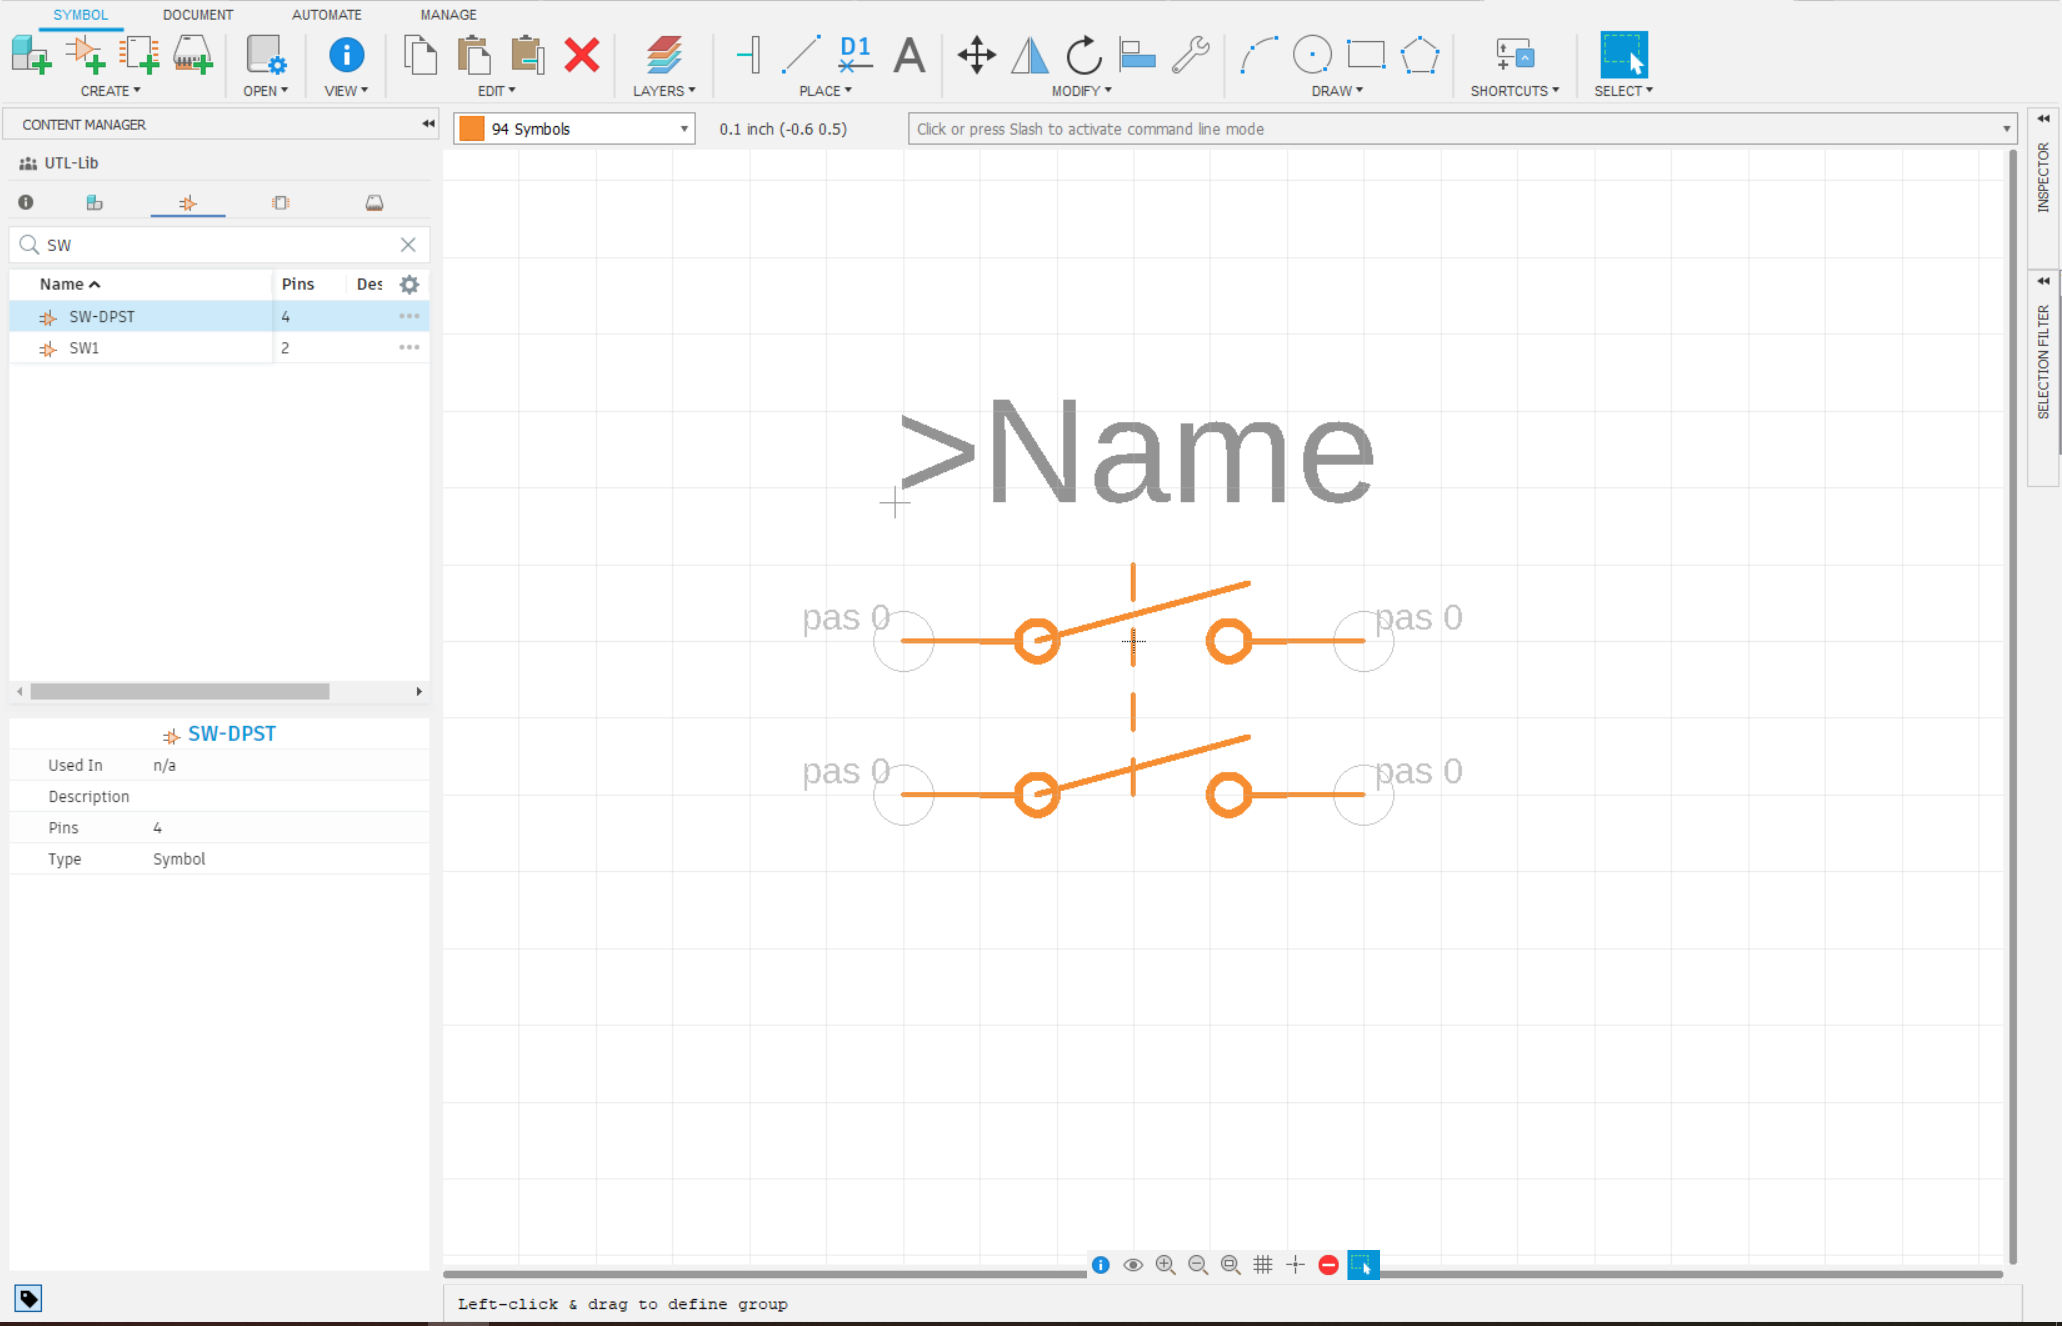 SYMBOL DOCUMENT AUTOMATE MANAGE
D1 A
CREATE OPEN VIEW EDIT LAYERS PLACE MODIFY DRAW SHORTCUTS SELECT
CONTENT MANAGER
94 Symbols
0.1 inch (-0.6 0.5)
Click or press Slash to activate command line mode
INSPECTOR
SELECTION FILTER
UTL-Lib
SW
Name Pins Des
SW-DPST 4
SW1 2
>Name
pas 0 pas 0
pas 0 pas 0
SW-DPST
Used In n/a
Description
Pins 4
Type Symbol
Left-click & drag to define group